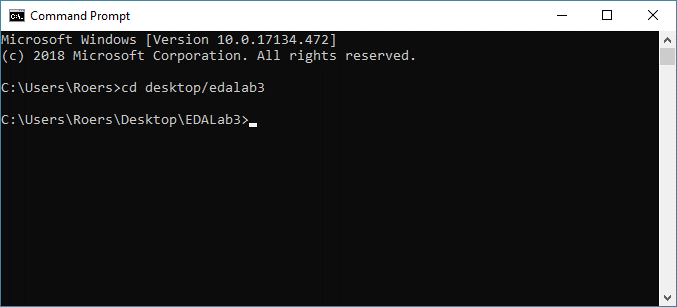 Command Prompt
Microsoft Windows [Version 10.0.17134.472]
(c) 2018 Microsoft Corporation. All rights reserved.
C:\Users\Roers>cd desktop/edalab3
C:\Users\Roers\Desktop\EDALab3>